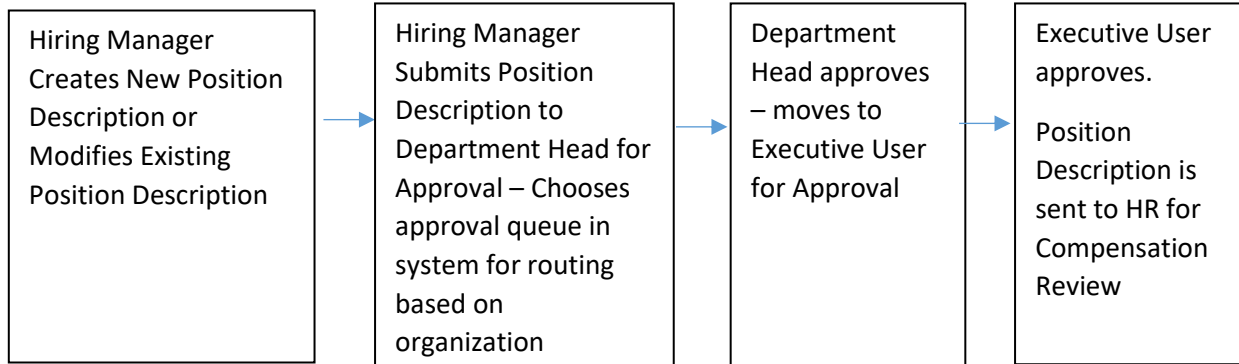 Hiring Manager
Creates New Position
Description or
Modifies Existing
Position Description
Hiring Manager
Submits Position
Description to
Department Head for
Approval – Chooses
approval queue in
system for routing
based on
organization
Department
Head approves
– moves to
Executive User
for Approval
Executive User
approves.
Position
Description is
sent to HR for
Compensation
Review